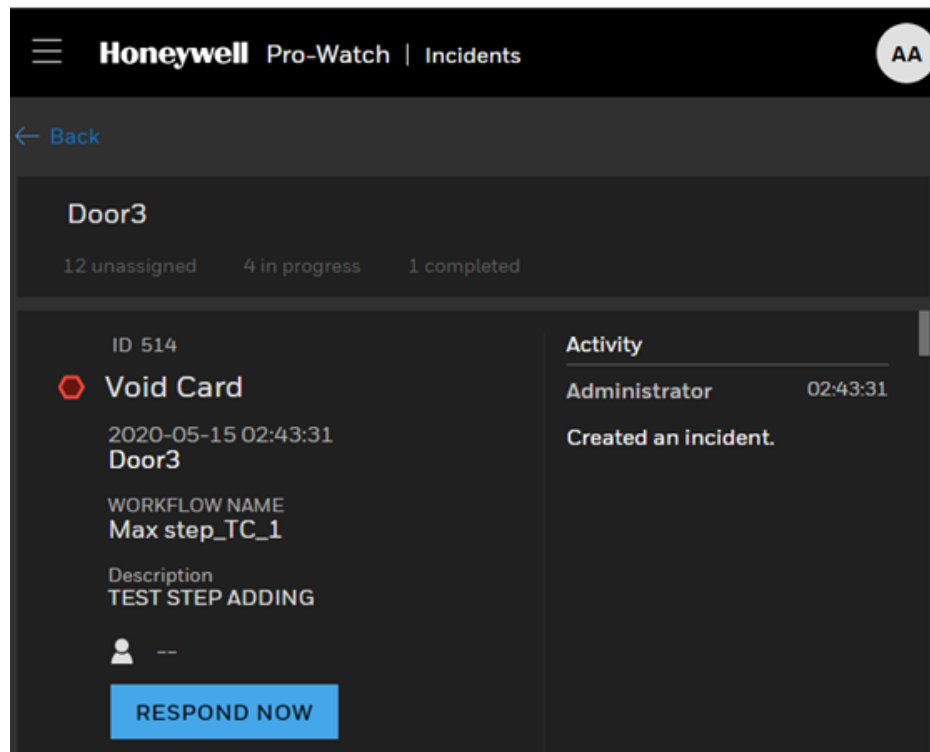 Honeywell Pro-Watch | Incidents
AA
← Back
Door3
12 unassigned 4 in progress 1 completed
ID 514
Void Card
2020-05-15 02:43:31
Door3
WORKFLOW NAME
Max step_TC_1
Description
TEST STEP ADDING
--
RESPOND NOW
Activity
Administrator 02:43:31
Created an incident.